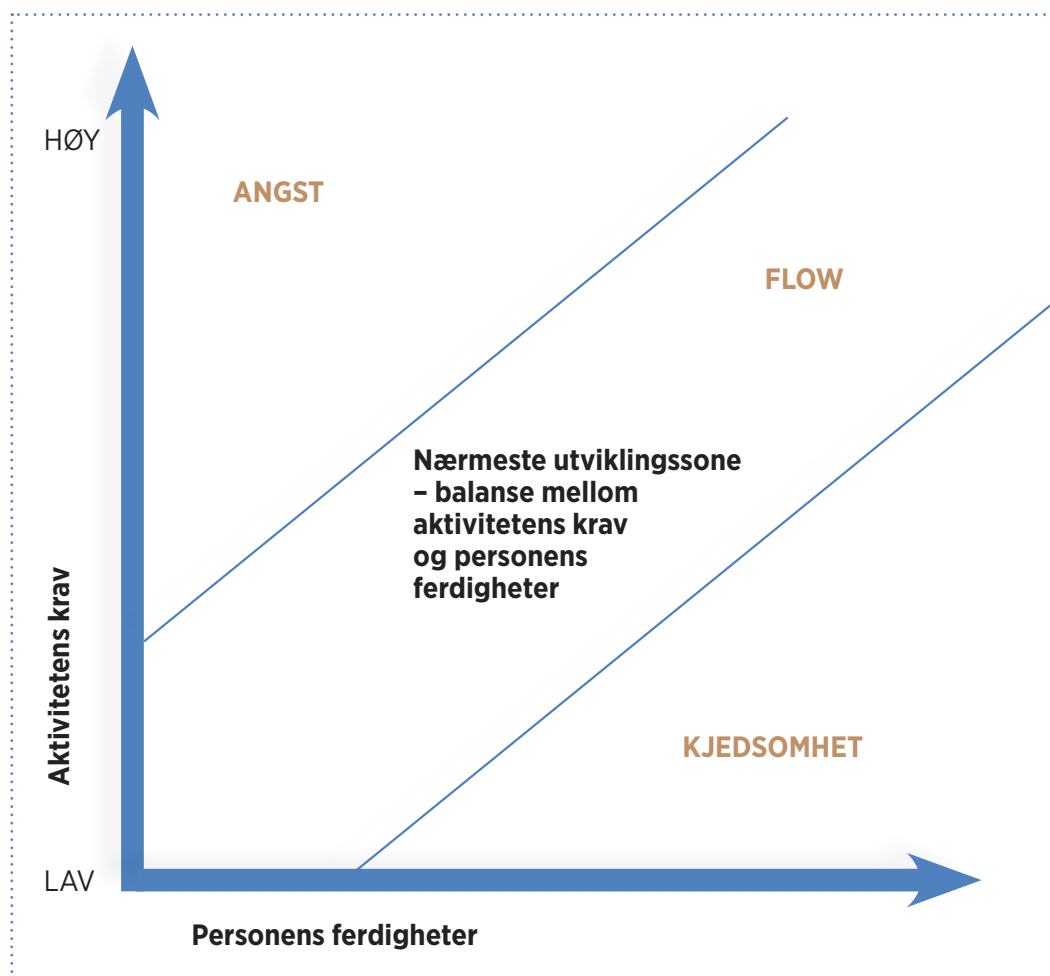 HØY
ANGST
FLOW
Nærmeste utviklingssone
– balanse mellom
aktivitetens krav
og personens
ferdigheter
Aktivitetens krav
KJEDSOMHET
LAV
Personens ferdigheter